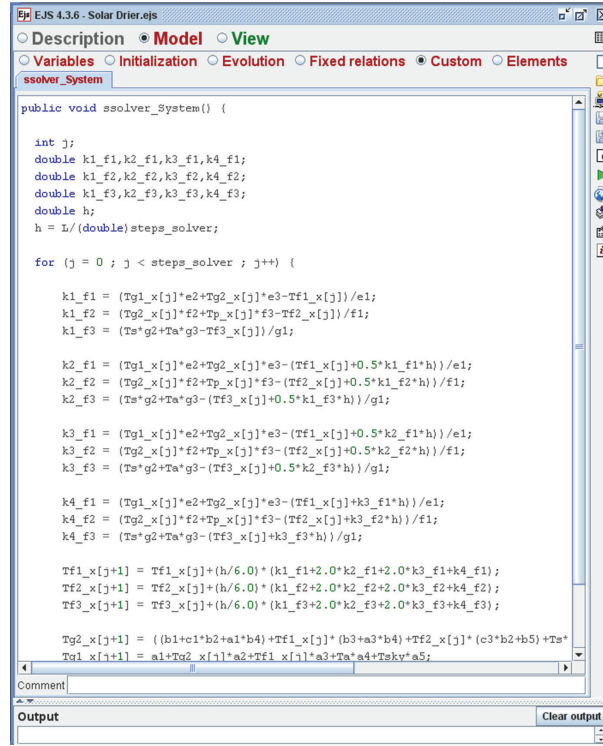 EJS 4.3.6 - Solar Drier.ejs
Description Model View
Variables Initialization Evolution Fixed relations Custom Elements
ssolver_System
public void ssolver_System() {
int j;
double k1_f1,k2_f1,k3_f1,k4_f1;
double k1_f2,k2_f2,k3_f2,k4_f2;
double k1_f3,k2_f3,k3_f3,k4_f3;
double h;
h = L/(double)steps_solver;
for (j = 0 ; j < steps_solver ; j++) {
k1_f1 = (Tg1_x[j]*e2+Tg2_x[j]*e3-Tf1_x[j])/e1;
k1_f2 = (Tg2_x[j]*f2+Tp_x[j]*f3-Tf2_x[j])/f1;
k1_f3 = (Ts*g2+Ta*g3-Tf3_x[j])/g1;
k2_f1 = (Tg1_x[j]*e2+Tg2_x[j]*e3-(Tf1_x[j]+0.5*k1_f1*h))/e1;
k2_f2 = (Tg2_x[j]*f2+Tp_x[j]*f3-(Tf2_x[j]+0.5*k1_f2*h))/f1;
k2_f3 = (Ts*g2+Ta*g3-(Tf3_x[j]+0.5*k1_f3*h))/g1;
k3_f1 = (Tg1_x[j]*e2+Tg2_x[j]*e3-(Tf1_x[j]+0.5*k2_f1*h))/e1;
k3_f2 = (Tg2_x[j]*f2+Tp_x[j]*f3-(Tf2_x[j]+0.5*k2_f2*h))/f1;
k3_f3 = (Ts*g2+Ta*g3-(Tf3_x[j]+0.5*k2_f3*h))/g1;
k4_f1 = (Tg1_x[j]*e2+Tg2_x[j]*e3-(Tf1_x[j]+k3_f1*h))/e1;
k4_f2 = (Tg2_x[j]*f2+Tp_x[j]*f3-(Tf2_x[j]+k3_f2*h))/f1;
k4_f3 = (Ts*g2+Ta*g3-(Tf3_x[j]+k3_f3*h))/g1;
Tf1_x[j+1] = Tf1_x[j]+(h/6.0)*(k1_f1+2.0*k2_f1+2.0*k3_f1+k4_f1);
Tf2_x[j+1] = Tf2_x[j]+(h/6.0)*(k1_f2+2.0*k2_f2+2.0*k3_f2+k4_f2);
Tf3_x[j+1] = Tf3_x[j]+(h/6.0)*(k1_f3+2.0*k2_f3+2.0*k3_f3+k4_f3);
Tg2_x[j+1] = ((b1+c1*b2+a1*b4)+Tf1_x[j]*(b3+a3*b4)+Tf2_x[j]*(c3*b2+b5)+Ts*
Tg1_x[j+1] = a1+Tg2_x[j]*a2+Tf1_x[j]*a3+Ta*a4+Tsky*a5;
Comment
Output Clear output